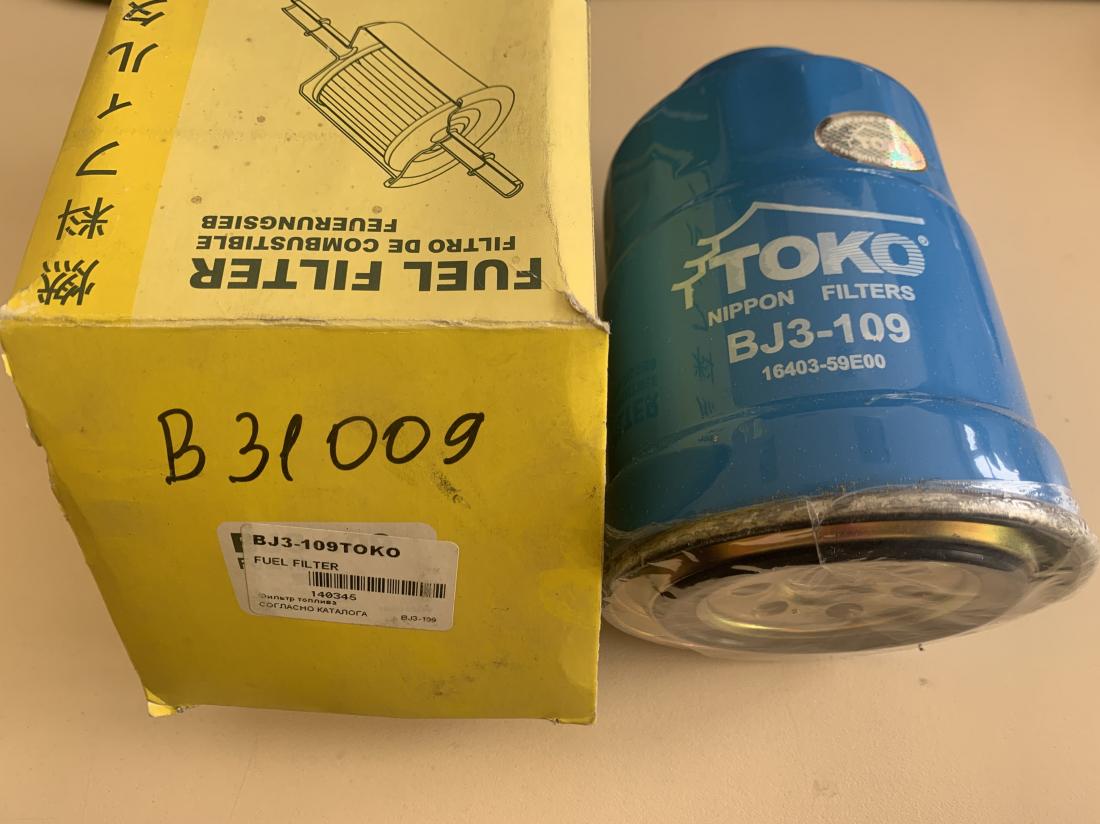 燃料フィルタ
FUEL FILTER
FILTRO DE COMBUSTIBLE
FEUERUNGSIEB
B31009
BJ3-109TOKO
FUEL FILTER
140345
Фильтр топлива
СОГЛАСНО КАТАЛОГА
BJ3-109
TOKO®
NIPPON FILTERS
BJ3-109
16403-59E00